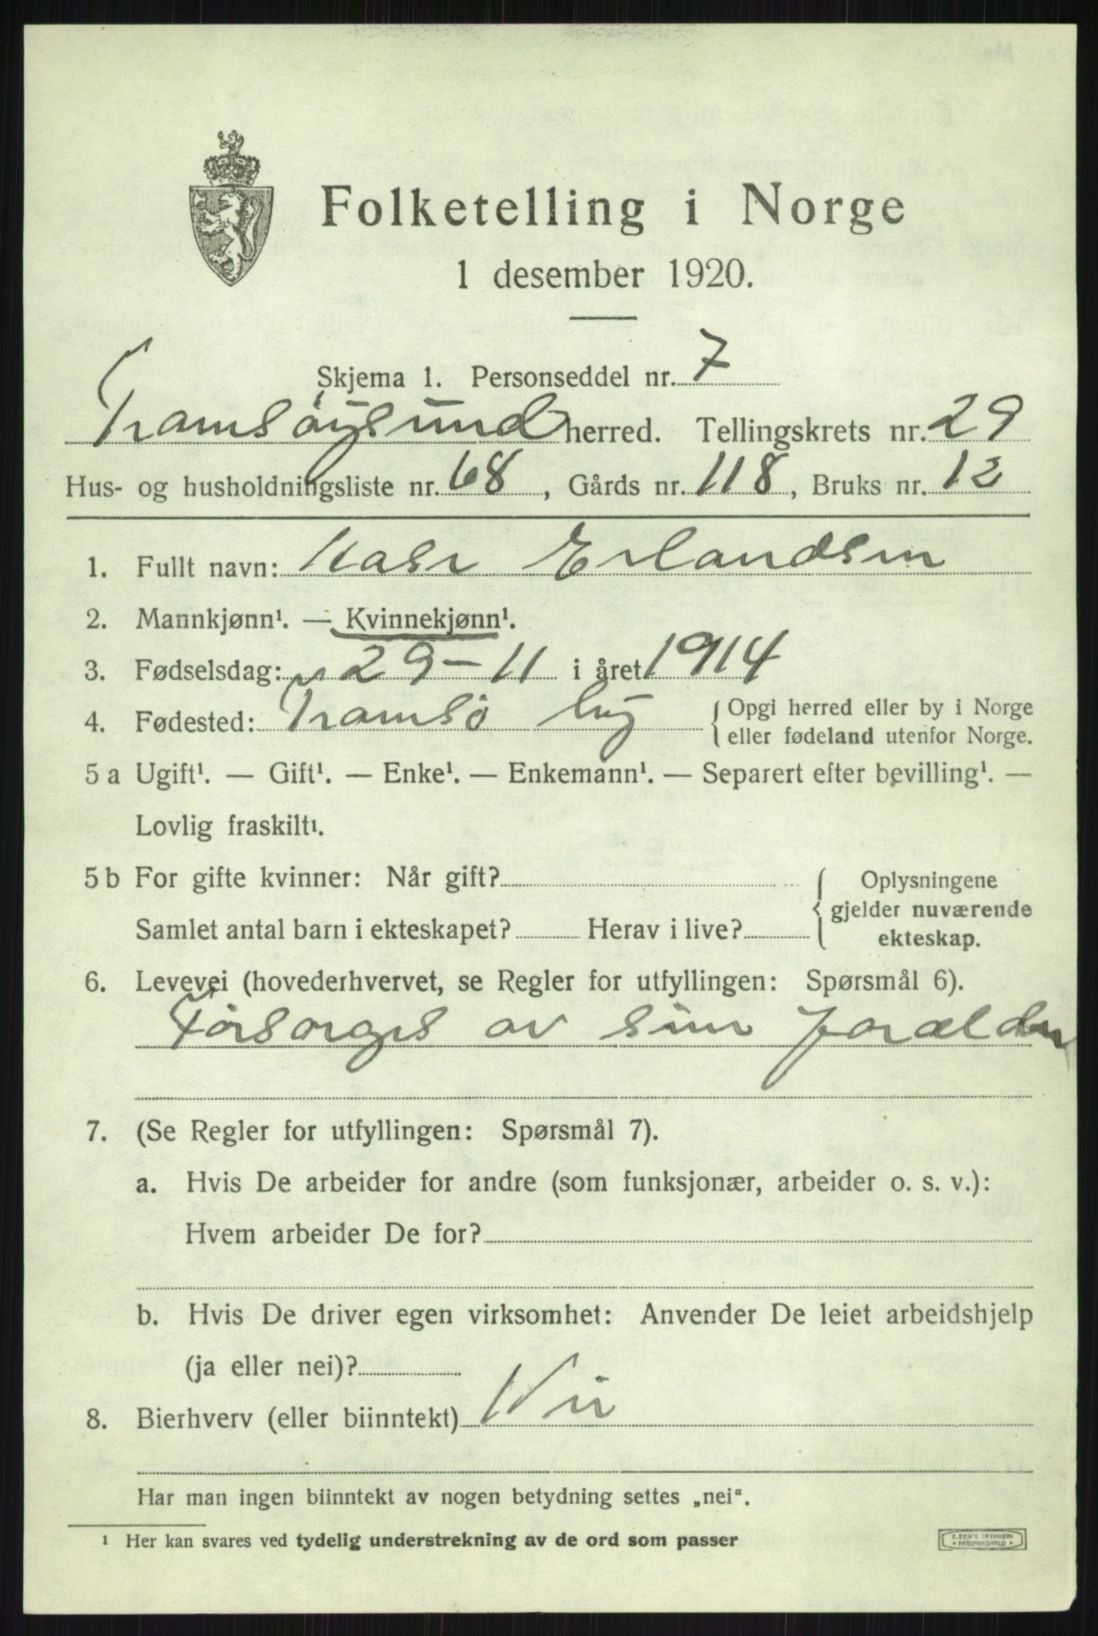 Folketelling i Norge
1 desember 1920.
Skjema 1. Personseddel nr. 7
Tromsøysund herred. Tellingskrets nr. 29
Hus- og husholdningsliste nr. 68, Gårds nr. 118, Bruks nr. 12
1. Fullt navn: Erlandsen
2. Mannkjønn¹. — Kvinnekjønn¹.
3. Fødselsdag: 29-11 i året 1914
4. Fødested: Tromsø by { Opgi herred eller by i Norge
eller fødeland utenfor Norge.
5 a Ugift¹. — Gift¹. — Enke¹. — Enkemann¹. — Separert efter bevilling¹. —
Lovlig fraskilt¹.
5 b For gifte kvinner: Når gift? { Oplysningene
gjelder nuværende
Samlet antal barn i ekteskapet? Herav i live?
ekteskap.
6. Levevei (hovederhvervet, se Regler for utfyllingen: Spørsmål 6).
Forsorges av sine forældre
7. (Se Regler for utfyllingen: Spørsmål 7).
a. Hvis De arbeider for andre (som funksjonær, arbeider o. s. v.):
Hvem arbeider De for?
b. Hvis De driver egen virksomhet: Anvender De leiet arbeidshjelp
(ja eller nei)?
8. Bierhverv (eller biinntekt) Nei
Har man ingen biinntekt av nogen betydning settes „nei“.
¹ Her kan svares ved tydelig understrekning av de ord som passer